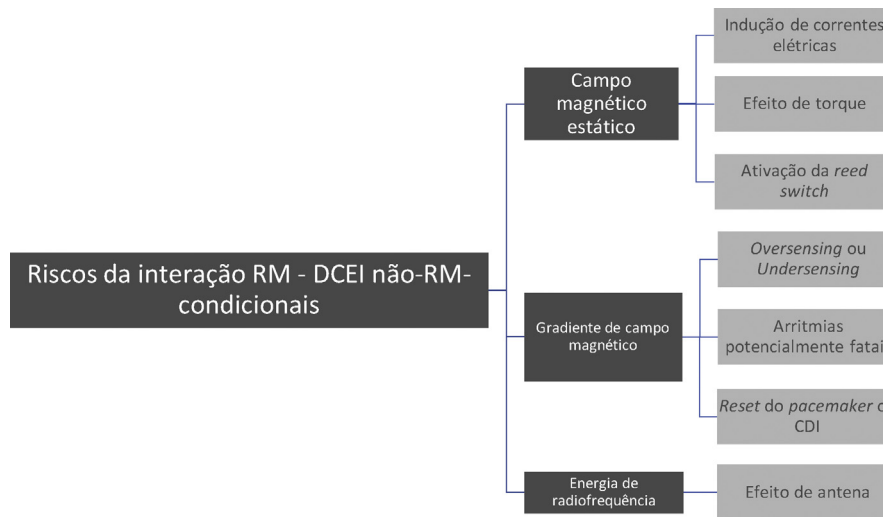 Riscos da interação RM - DCEI não-RM-
condicionais
Campo
magnético
estático
Indução de correntes
elétricas
Efeito de torque
Ativação da reed
switch
Gradiente de campo
magnético
Oversensing ou
Undersensing
Arritmias
potencialmente fatai
Reset do pacemaker o
CDI
Energia de
radiofrequência
Efeito de antena